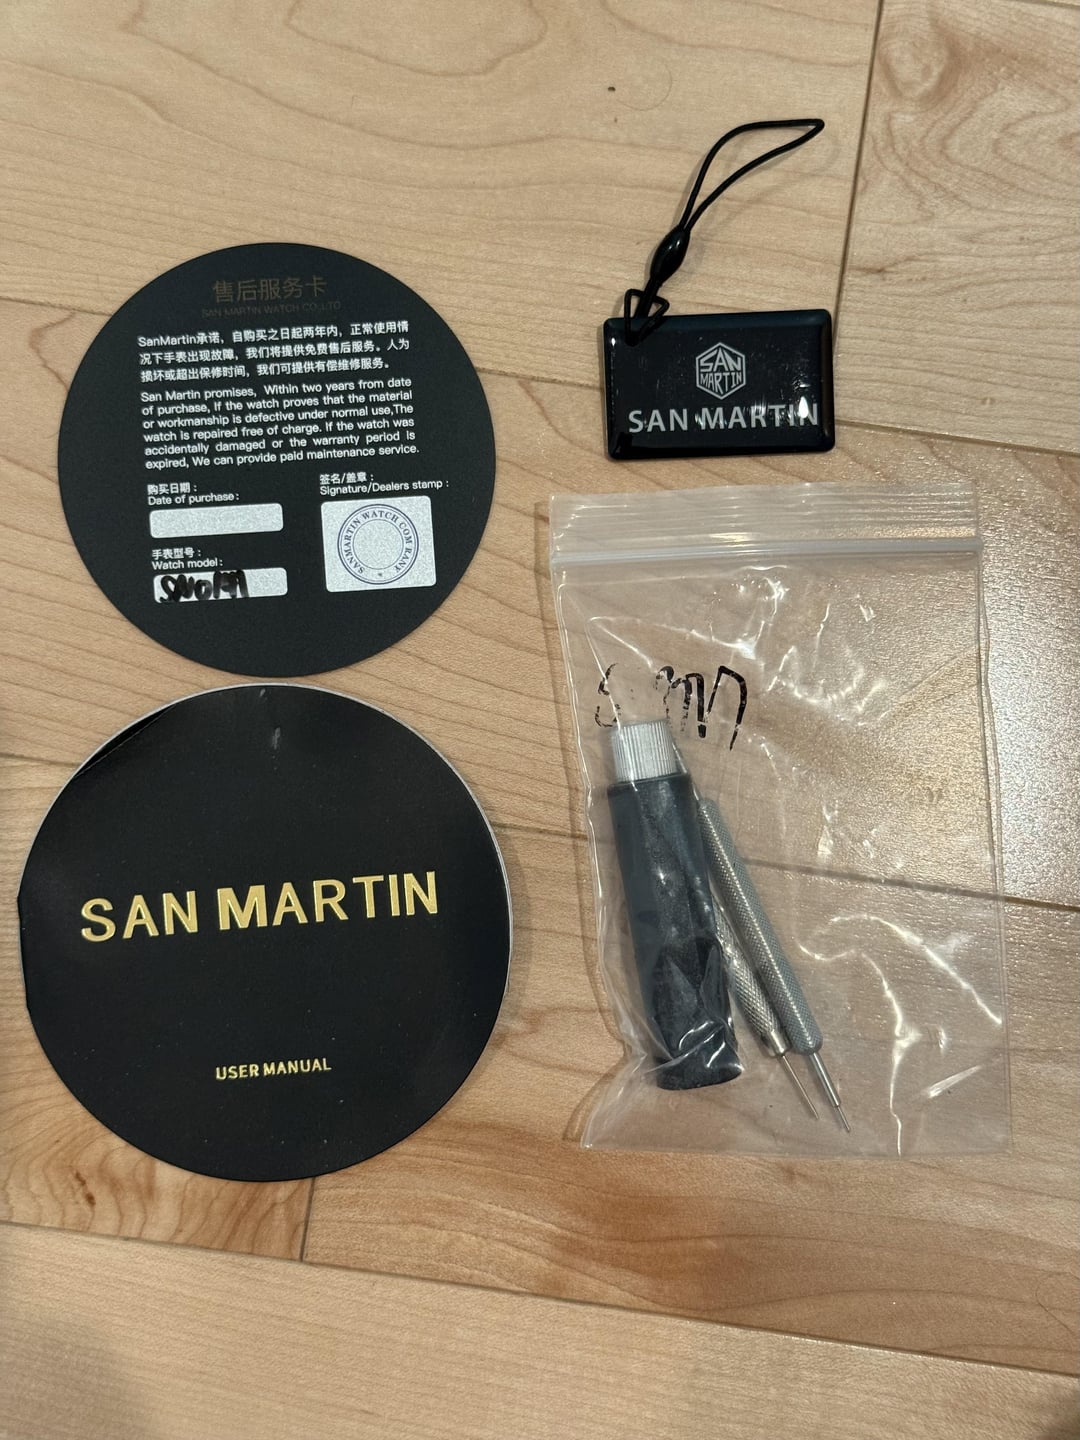 售后服务卡
SAN MARTIN WATCH CO.LTD
SanMartin承诺，自购买之日起两年内，正常使用情
况下手表出现故障，我们将提供免费售后服务。人为
损坏或超出保修时间，我们可提供有偿维修服务。
San Martin promises, Within two years from date
of purchase, If the watch proves that the material
or workmanship is defective under normal use,The
watch is repaired free of charge. If the watch was
accidentally damaged or the warranty period is
expired, We can provide paid maintenance service.
购买日期：
Date of purchase:
签名/盖章：
Signature/Dealers stamp:
SANMARTIN WATCH COMPANY
手表型号：
Watch model:
SAN
MARTIN
SAN MARTIN
SAN MARTIN
USER MANUAL